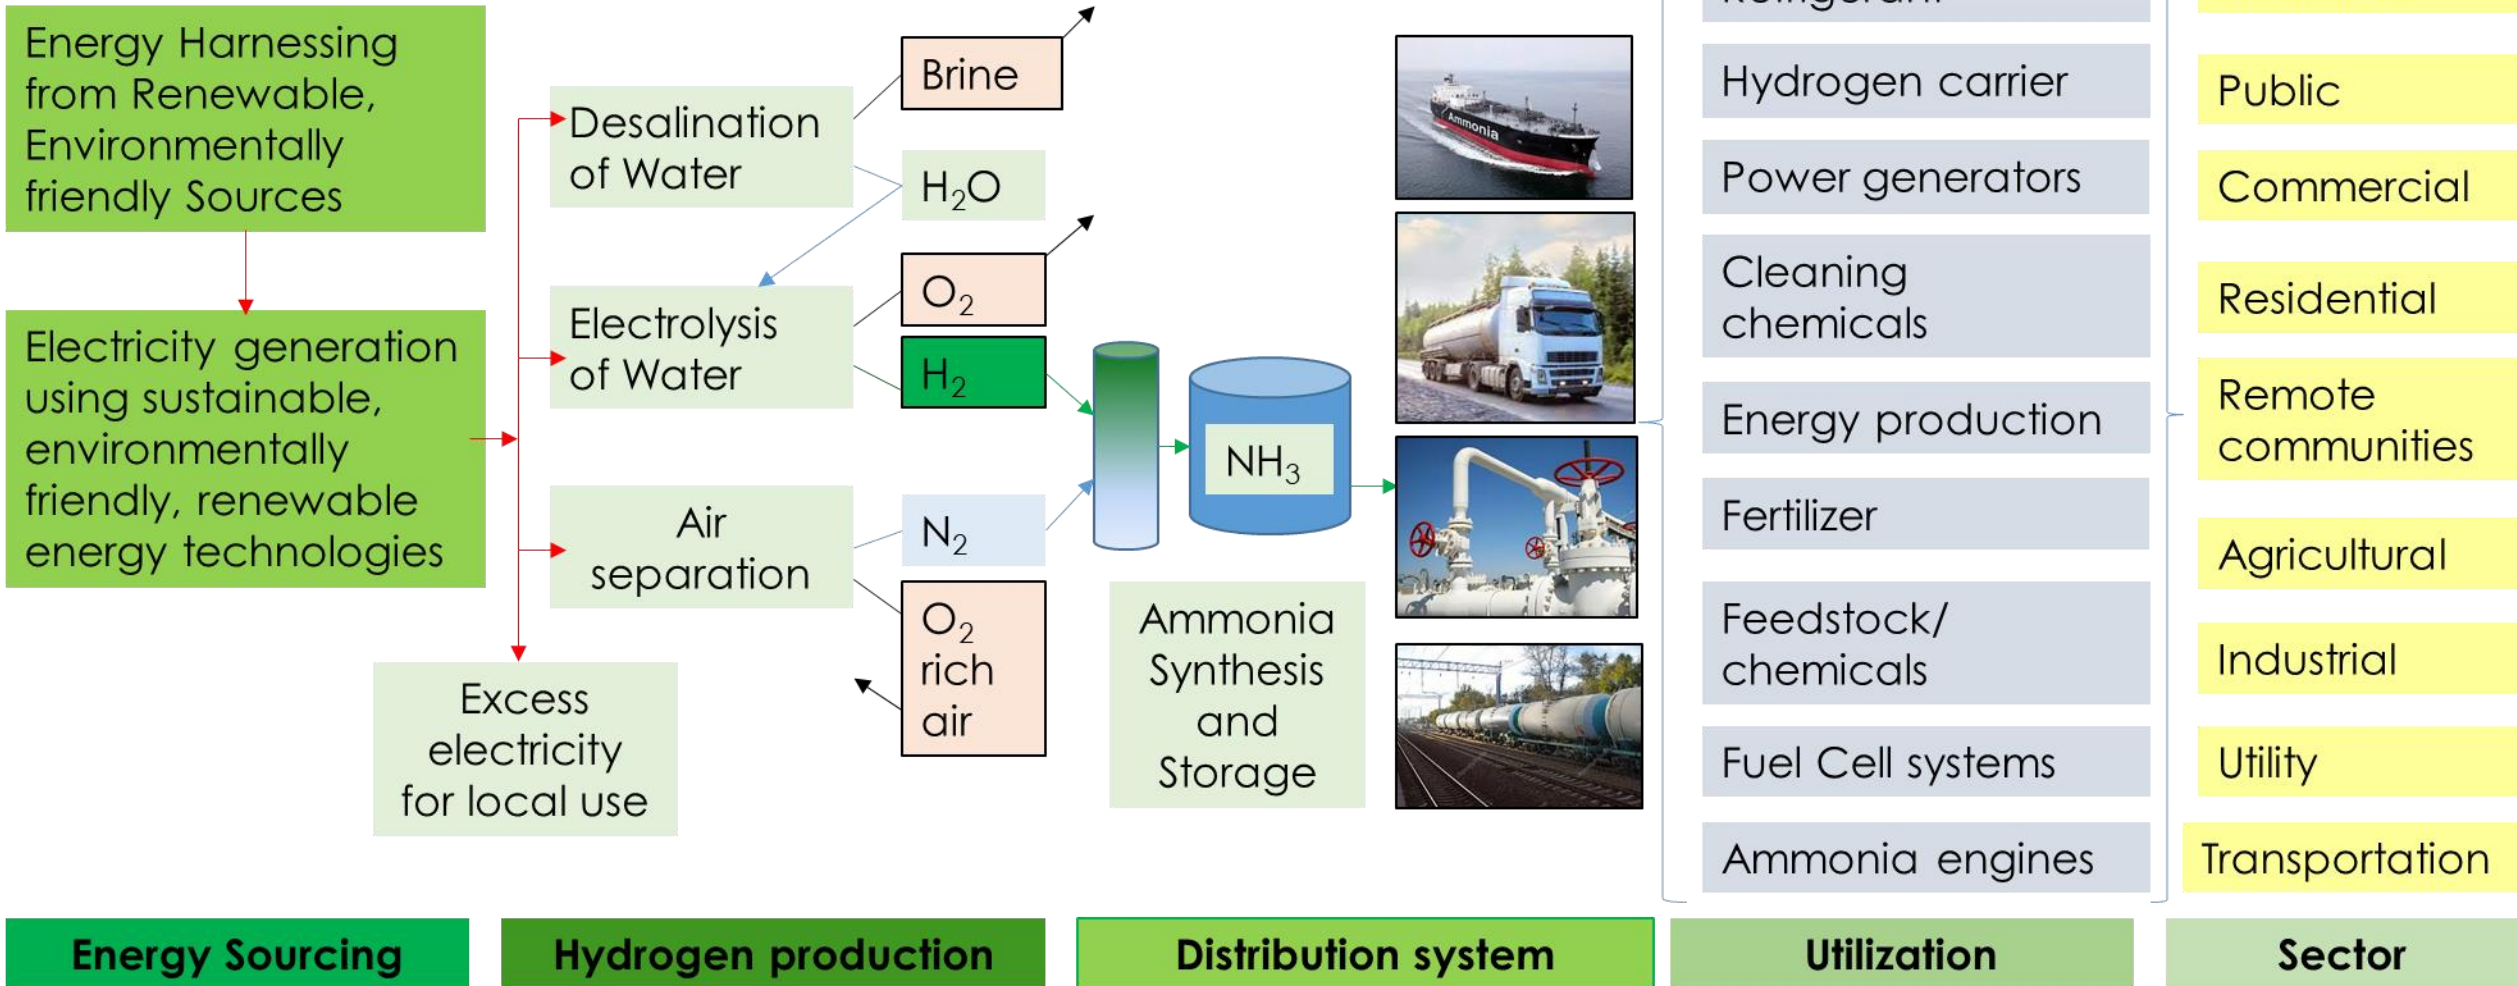 Energy Harnessing
from Renewable,
Environmentally
friendly Sources
Electricity generation
using sustainable,
environmentally
friendly, renewable
energy technologies
Desalination
of Water
Brine
H₂O
Electrolysis
of Water
O₂
H₂
Air
separation
N₂
O₂
rich
air
Excess
electricity
for local use
NH₃
Ammonia
Synthesis
and
Storage
Ammonia
Refrigerant
Hydrogen carrier
Power generators
Cleaning
chemicals
Energy production
Fertilizer
Feedstock/
chemicals
Fuel Cell systems
Ammonia engines
Public
Commercial
Residential
Remote
communities
Agricultural
Industrial
Utility
Transportation
Energy Sourcing
Hydrogen production
Distribution system
Utilization
Sector